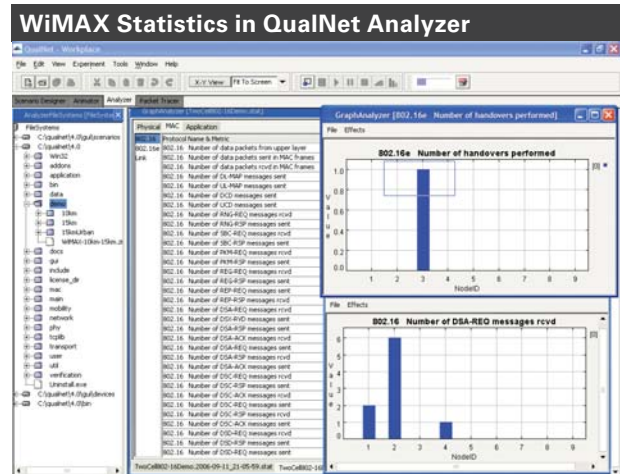 WiMAX Statistics in QualNet Analyzer
QualNet - Workplace
File Edit View Experiment Tools Window Help
X-Y View Fit To Screen
Scenario Designer Animator Analyzer Packet Tracer
FileSystems
C:\qualnet\4.0\gui\scenarios
C:\qualnet\4.0
Win32
addons
application
bin
data
demo
10km
15km
15kmUrban
WiMAX-10km-15km.zi
docs
gui
include
license_dir
mac
main
mobility
network
phy
tcplib
transport
user
util
verification
Uninstall.exe
C:\qualnet\4.0\gui\devices
C:\qualnet\4.0\bin
Physical MAC Application
802.16
802.16e
Link
Protocol Name & Metric
802.16 Number of data packets from upper layer
802.16 Number of data packets sent in MAC frames
802.16 Number of data packets rcvd in MAC frames
802.16 Number of DL-MAP messages sent
802.16 Number of UL-MAP messages sent
802.16 Number of DCD messages sent
802.16 Number of UCD messages sent
802.16 Number of RNG-REQ messages rcvd
802.16 Number of RNG-RSP messages sent
802.16 Number of SBC-REQ messages rcvd
802.16 Number of SBC-RSP messages sent
802.16 Number of PKM-REQ messages rcvd
802.16 Number of PKM-RSP messages sent
802.16 Number of REG-REQ messages rcvd
802.16 Number of REG-RSP messages sent
802.16 Number of REP-REQ messages sent
802.16 Number of REP-RSP messages rcvd
802.16 Number of DSA-REQ messages rcvd
802.16 Number of DSX-RVD messages sent
802.16 Number of DSA-RSP messages sent
802.16 Number of DSA-ACK messages rcvd
802.16 Number of DSA-REQ messages sent
802.16 Number of DSA-RSP messages rcvd
802.16 Number of DSA-ACK messages sent
802.16 Number of DSC-REQ messages rcvd
802.16 Number of DSC-RSP messages sent
802.16 Number of DSC-ACK messages rcvd
802.16 Number of DSC-REQ messages sent
802.16 Number of DSC-RSP messages rcvd
802.16 Number of DSC-ACK messages sent
802.16 Number of DSD-REQ messages rcvd
802.16 Number of DSD-RSP messages sent
802.16 Number of DSD-REQ messages sent
TwoCell802-16Demo.2006-09-11_21-05-59.stat TwoCell802-16
GraphAnalyzer [802.16e Number of handovers performed]
File Effects
802.16e Number of handovers performed
[0]
1.0
0.8
0.6
0.4
0.2
0.0
Value
1 2 3 4 5 6 7 8 9
NodeID
File Effects
802.16 Number of DSA-REQ messages rcvd
[0]
6
5
4
3
2
1
0
Value
1 2 3 4 5 6 7 8 9
NodeID